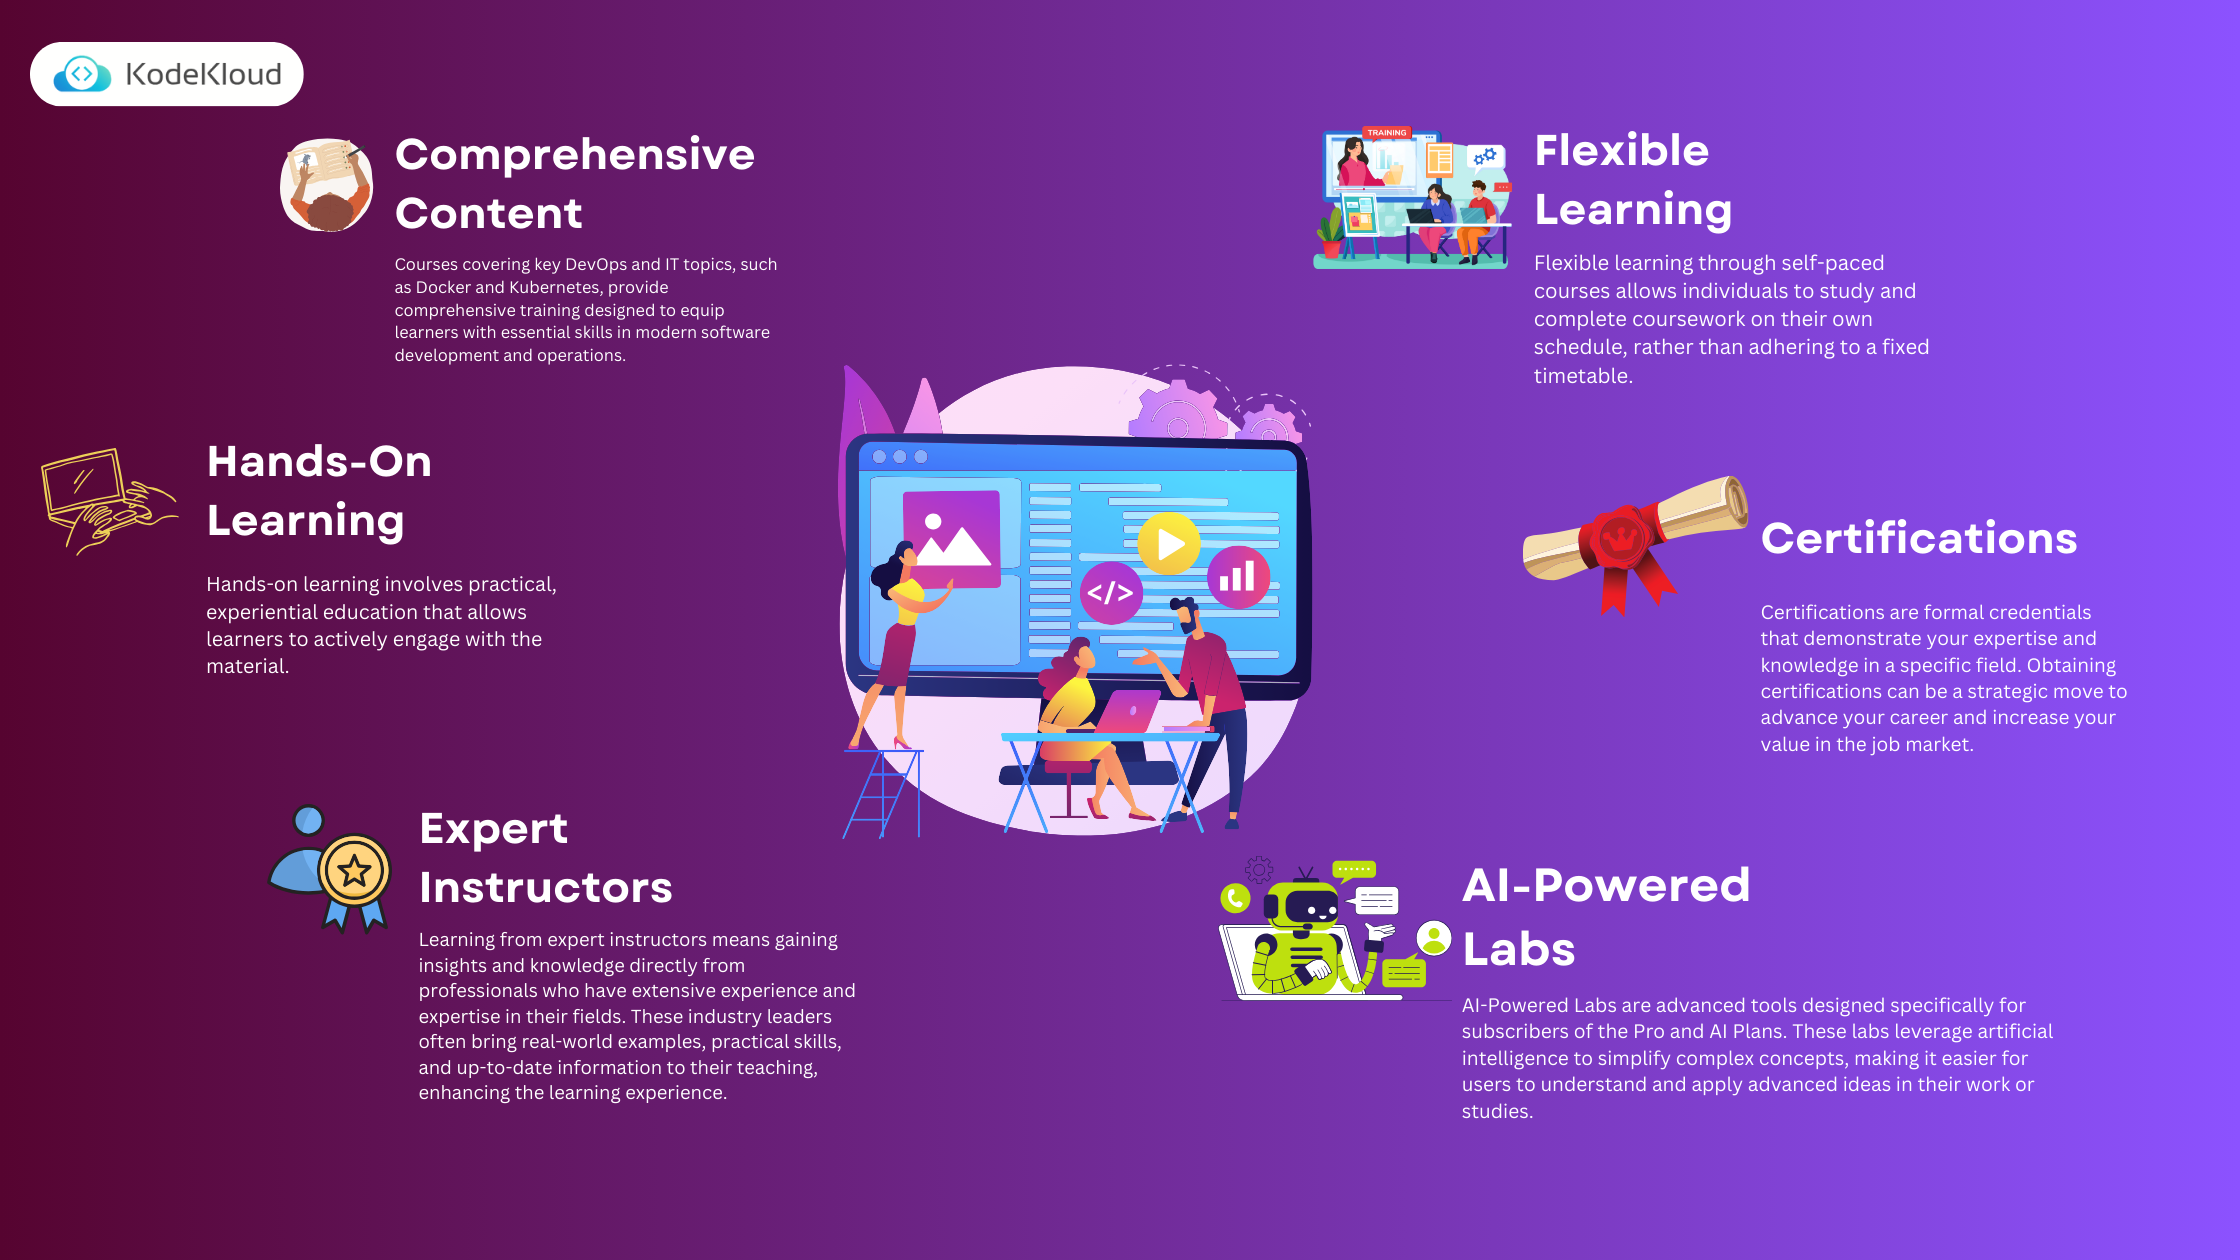 KodeKloud
Comprehensive
Content
Courses covering key DevOps and IT topics, such
as Docker and Kubernetes, provide
comprehensive training designed to equip
learners with essential skills in modern software
development and operations.
Hands-On
Learning
Hands-on learning involves practical,
experiential education that allows
learners to actively engage with the
material.
Expert
Instructors
Learning from expert instructors means gaining
insights and knowledge directly from
professionals who have extensive experience and
expertise in their fields. These industry leaders
often bring real-world examples, practical skills,
and up-to-date information to their teaching,
enhancing the learning experience.
</>
TRAINING
Flexible
Learning
Flexible learning through self-paced
courses allows individuals to study and
complete coursework on their own
schedule, rather than adhering to a fixed
timetable.
Certifications
Certifications are formal credentials
that demonstrate your expertise and
knowledge in a specific field. Obtaining
certifications can be a strategic move to
advance your career and increase your
value in the job market.
AI-Powered
Labs
AI-Powered Labs are advanced tools designed specifically for
subscribers of the Pro and AI Plans. These labs leverage artificial
intelligence to simplify complex concepts, making it easier for
users to understand and apply advanced ideas in their work or
studies.